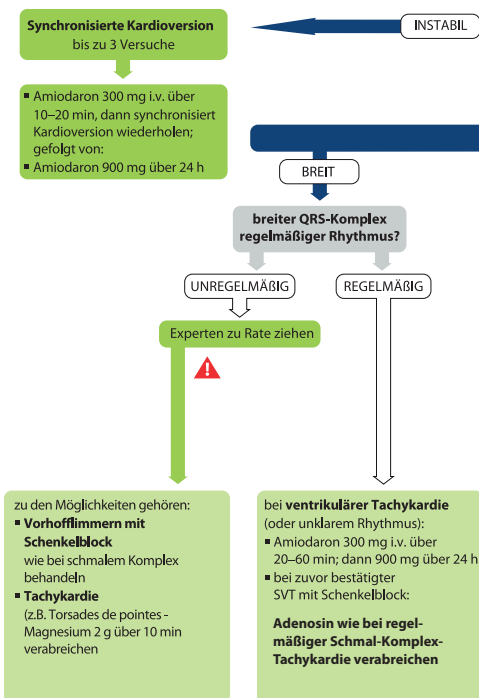 Synchronisierte Kardioversion
bis zu 3 Versuche
INSTABIL
▪ Amiodaron 300 mg i.v. über
10–20 min, dann synchronisiert
Kardioversion wiederholen;
gefolgt von:
▪ Amiodaron 900 mg über 24 h
BREIT
breiter QRS-Komplex
regelmäßiger Rhythmus?
UNREGELMÄßIG
REGELMÄßIG
Experten zu Rate ziehen
zu den Möglichkeiten gehören:
▪ Vorhofflimmern mit
Schenkelblock
wie bei schmalem Komplex
behandeln
▪ Tachykardie
(z.B. Torsades de pointes -
Magnesium 2 g über 10 min
verabreichen
bei ventrikulärer Tachykardie
(oder unklarem Rhythmus):
▪ Amiodaron 300 mg i.v. über
20–60 min; dann 900 mg über 24 h
▪ bei zuvor bestätigter
SVT mit Schenkelblock:
Adenosin wie bei regel-
mäßiger Schmal-Komplex-
Tachykardie verabreichen